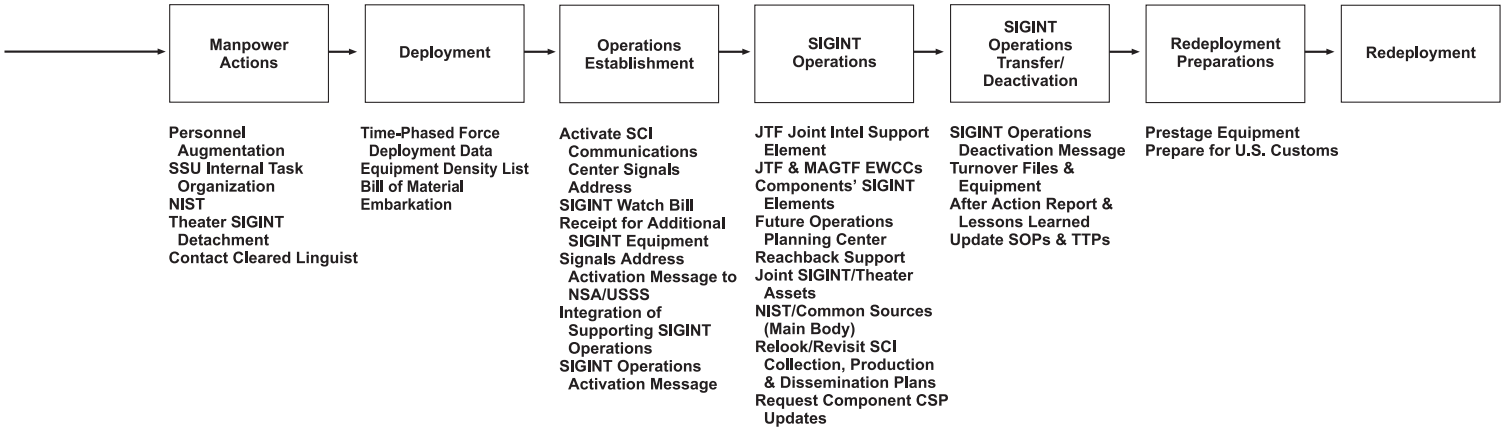 Manpower
Actions
Deployment
Operations
Establishment
SIGINT
Operations
SIGINT
Operations
Transfer/
Deactivation
Redeployment
Preparations
Redeployment
Personnel
Augmentation
SSU Internal Task
Organization
NIST
Theater SIGINT
Detachment
Contact Cleared Linguist
Time-Phased Force
Deployment Data
Equipment Density List
Bill of Material
Embarkation
Activate SCI
Communications
Center Signals
Address
SIGINT Watch Bill
Receipt for Additional
SIGINT Equipment
Signals Address
Activation Message to
NSA/USSS
Integration of
Supporting SIGINT
Operations
SIGINT Operations
Activation Message
JTF Joint Intel Support
Element
JTF & MAGTF EWCCs
Components’ SIGINT
Elements
Future Operations
Planning Center
Reachback Support
Joint SIGINT/Theater
Assets
NIST/Common Sources
(Main Body)
Relook/Revisit SCI
Collection, Production
& Dissemination Plans
Request Component CSP
Updates
SIGINT Operations
Deactivation Message
Turnover Files &
Equipment
After Action Report &
Lessons Learned
Update SOPs & TTPs
Prestage Equipment
Prepare for U.S. Customs